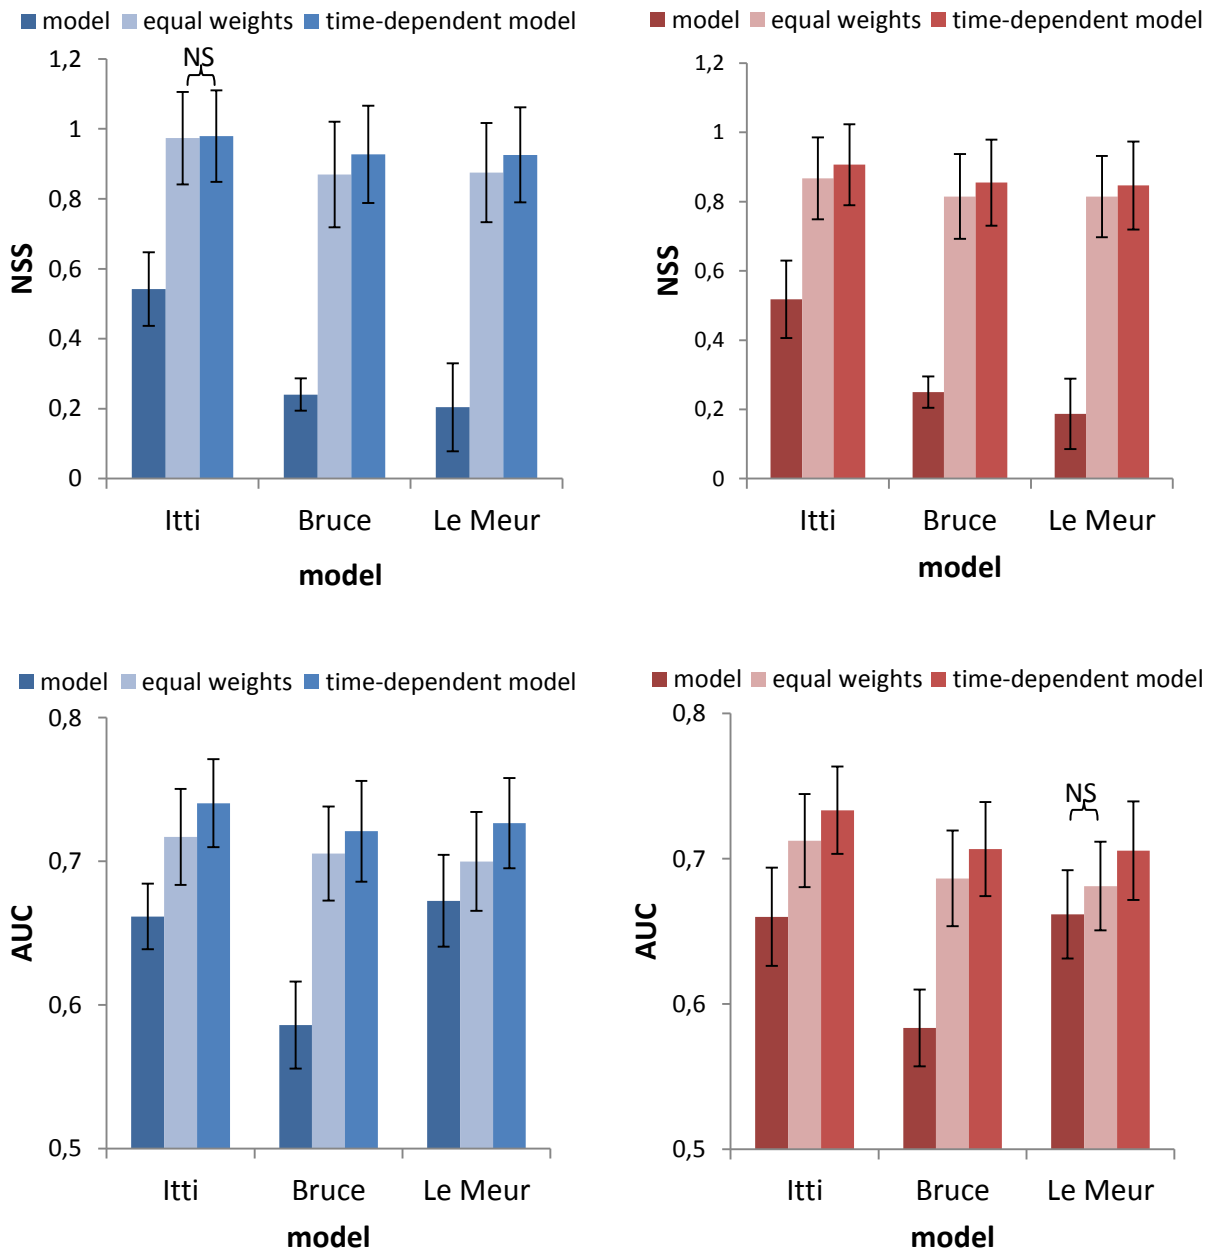 model equal weights time-dependent model
1,2
1
0,8
0,6
0,4
0,2
0
NSS
NS
Itti Bruce Le Meur
model
model equal weights time-dependent model
1,2
1
0,8
0,6
0,4
0,2
0
NSS
Itti Bruce Le Meur
model
model equal weights time-dependent model
0,8
0,7
0,6
0,5
AUC
Itti Bruce Le Meur
model
model equal weights time-dependent model
0,8
0,7
0,6
0,5
AUC
NS
Itti Bruce Le Meur
model